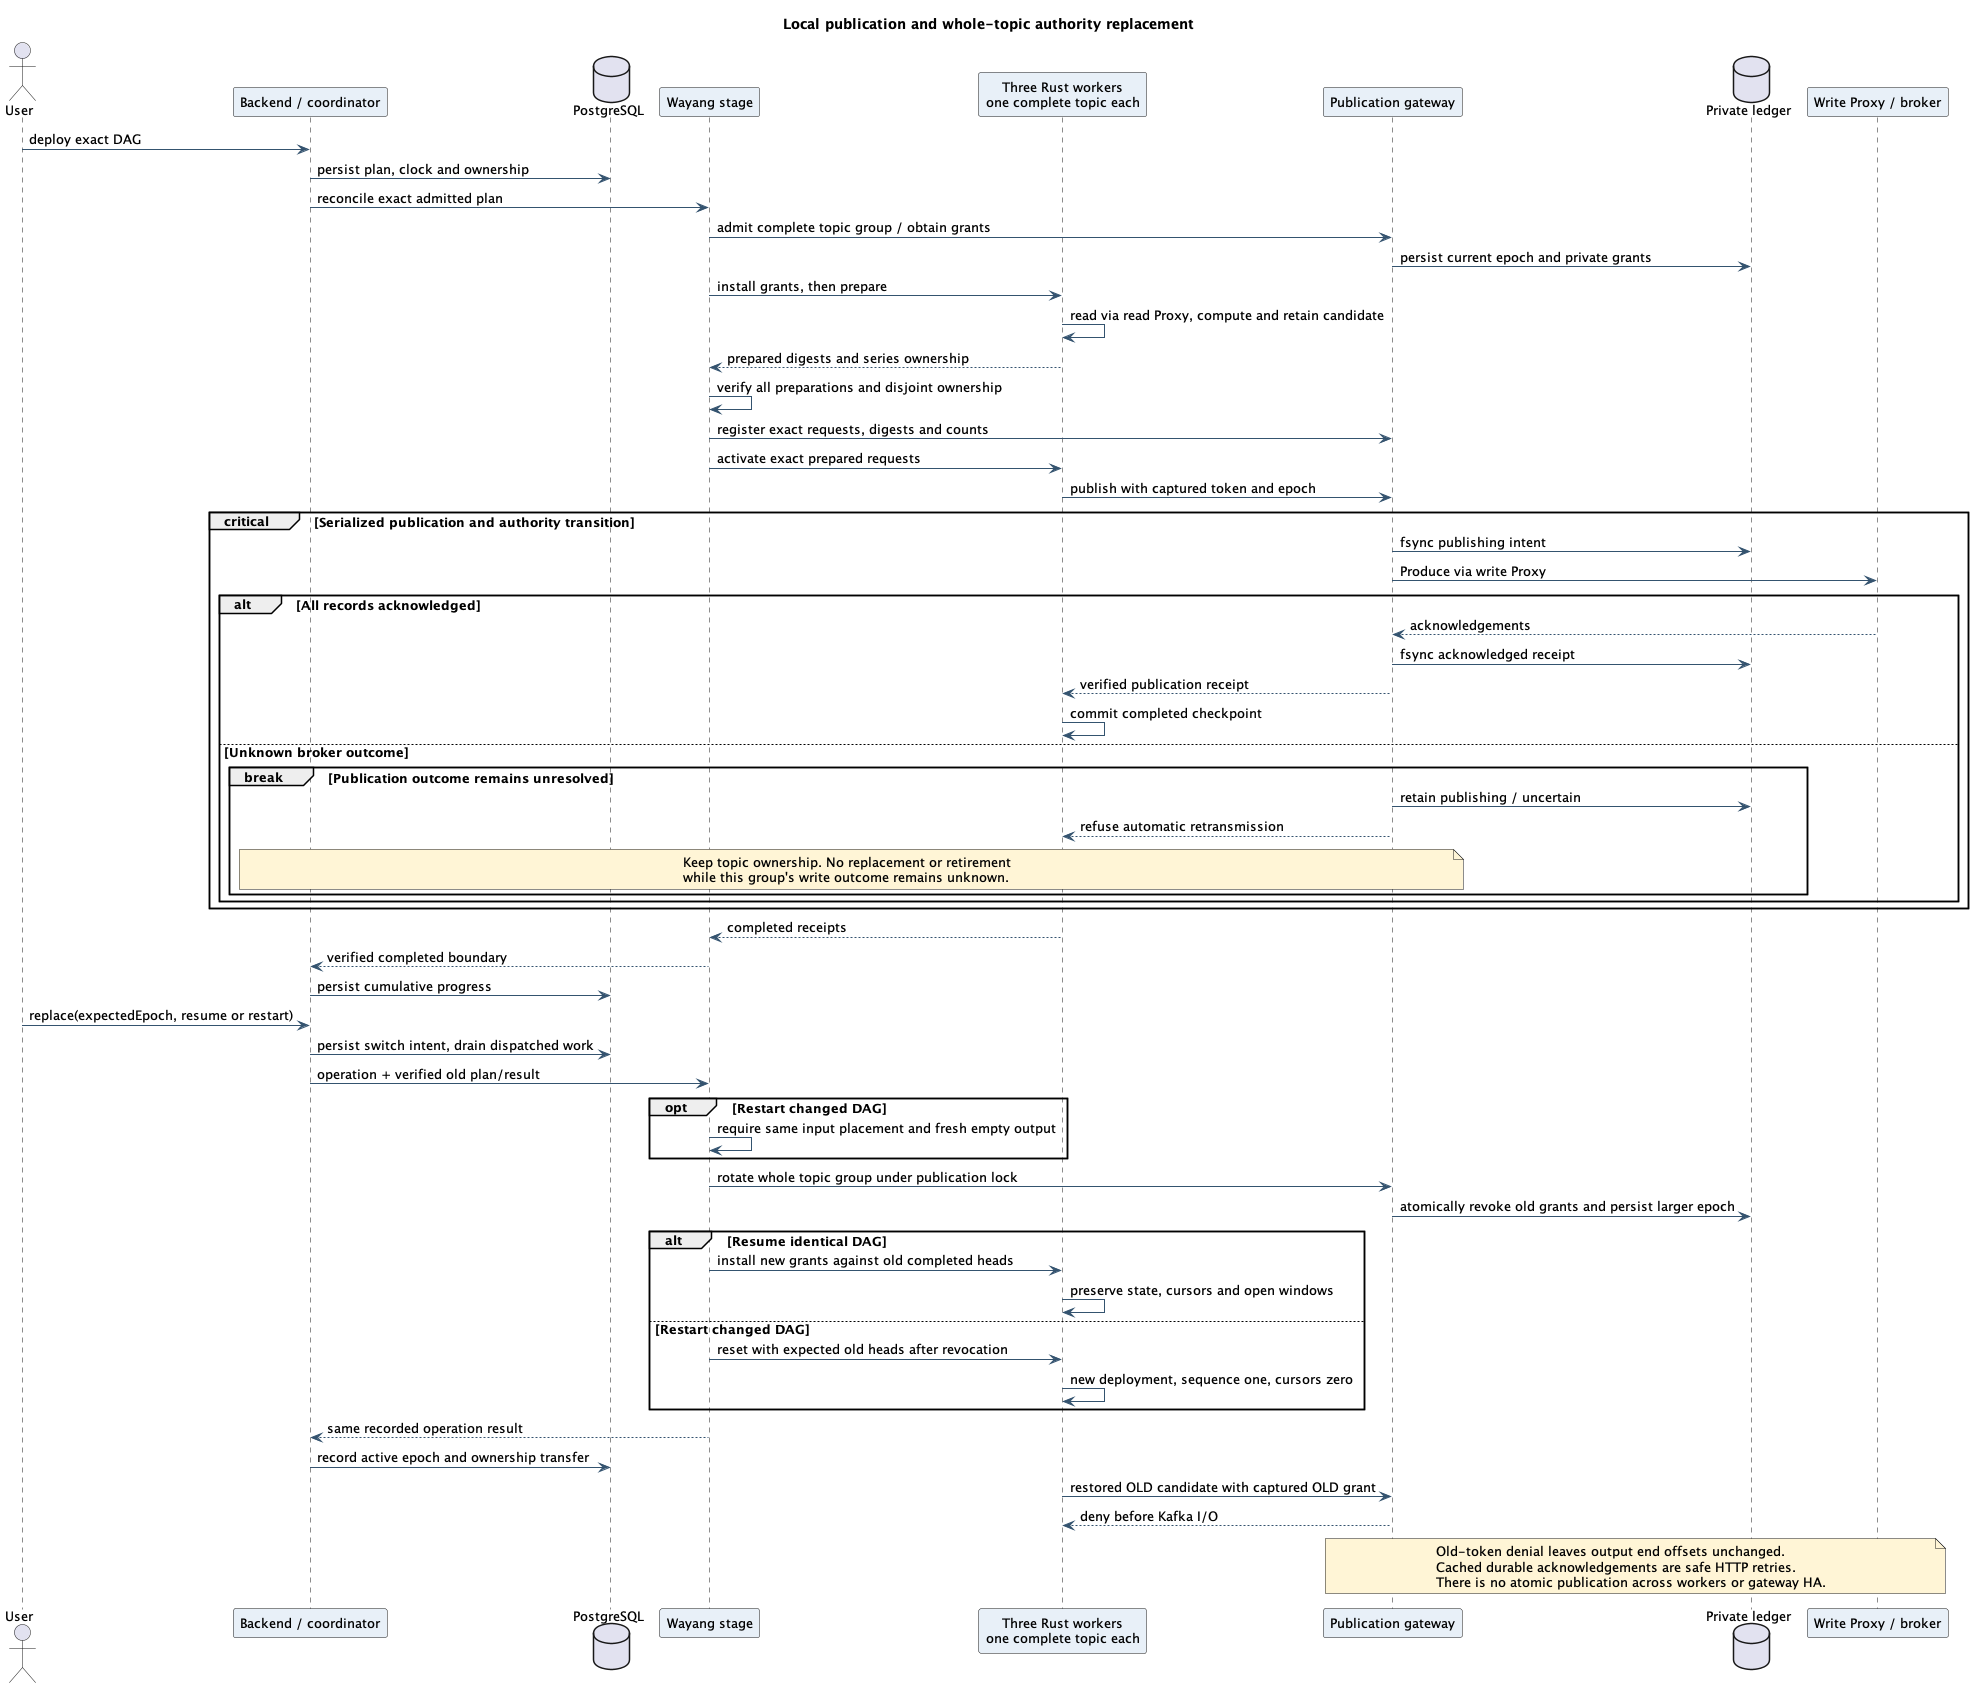 Local publication and whole-topic authority replacement
User
Backend / coordinator
PostgreSQL
Wayang stage
Three Rust workers
one complete topic each
Publication gateway
Private ledger
Write Proxy / broker
deploy exact DAG
persist plan, clock and ownership
reconcile exact admitted plan
admit complete topic group / obtain grants
persist current epoch and private grants
install grants, then prepare
read via read Proxy, compute and retain candidate
prepared digests and series ownership
verify all preparations and disjoint ownership
register exact requests, digests and counts
activate exact prepared requests
publish with captured token and epoch
critical
[Serialized publication and authority transition]
fsync publishing intent
Produce via write Proxy
alt
[All records acknowledged]
acknowledgements
fsync acknowledged receipt
verified publication receipt
commit completed checkpoint
[Unknown broker outcome]
break
[Publication outcome remains unresolved]
retain publishing / uncertain
refuse automatic retransmission
Keep topic ownership. No replacement or retirement
while this group's write outcome remains unknown.
completed receipts
verified completed boundary
persist cumulative progress
replace(expectedEpoch, resume or restart)
persist switch intent, drain dispatched work
operation + verified old plan/result
opt
[Restart changed DAG]
require same input placement and fresh empty output
rotate whole topic group under publication lock
atomically revoke old grants and persist larger epoch
alt
[Resume identical DAG]
install new grants against old completed heads
preserve state, cursors and open windows
[Restart changed DAG]
reset with expected old heads after revocation
new deployment, sequence one, cursors zero
same recorded operation result
record active epoch and ownership transfer
restored OLD candidate with captured OLD grant
deny before Kafka I/O
Old-token denial leaves output end offsets unchanged.
Cached durable acknowledgements are safe HTTP retries.
There is no atomic publication across workers or gateway HA.
User
Backend / coordinator
PostgreSQL
Wayang stage
Three Rust workers
one complete topic each
Publication gateway
Private ledger
Write Proxy / broker